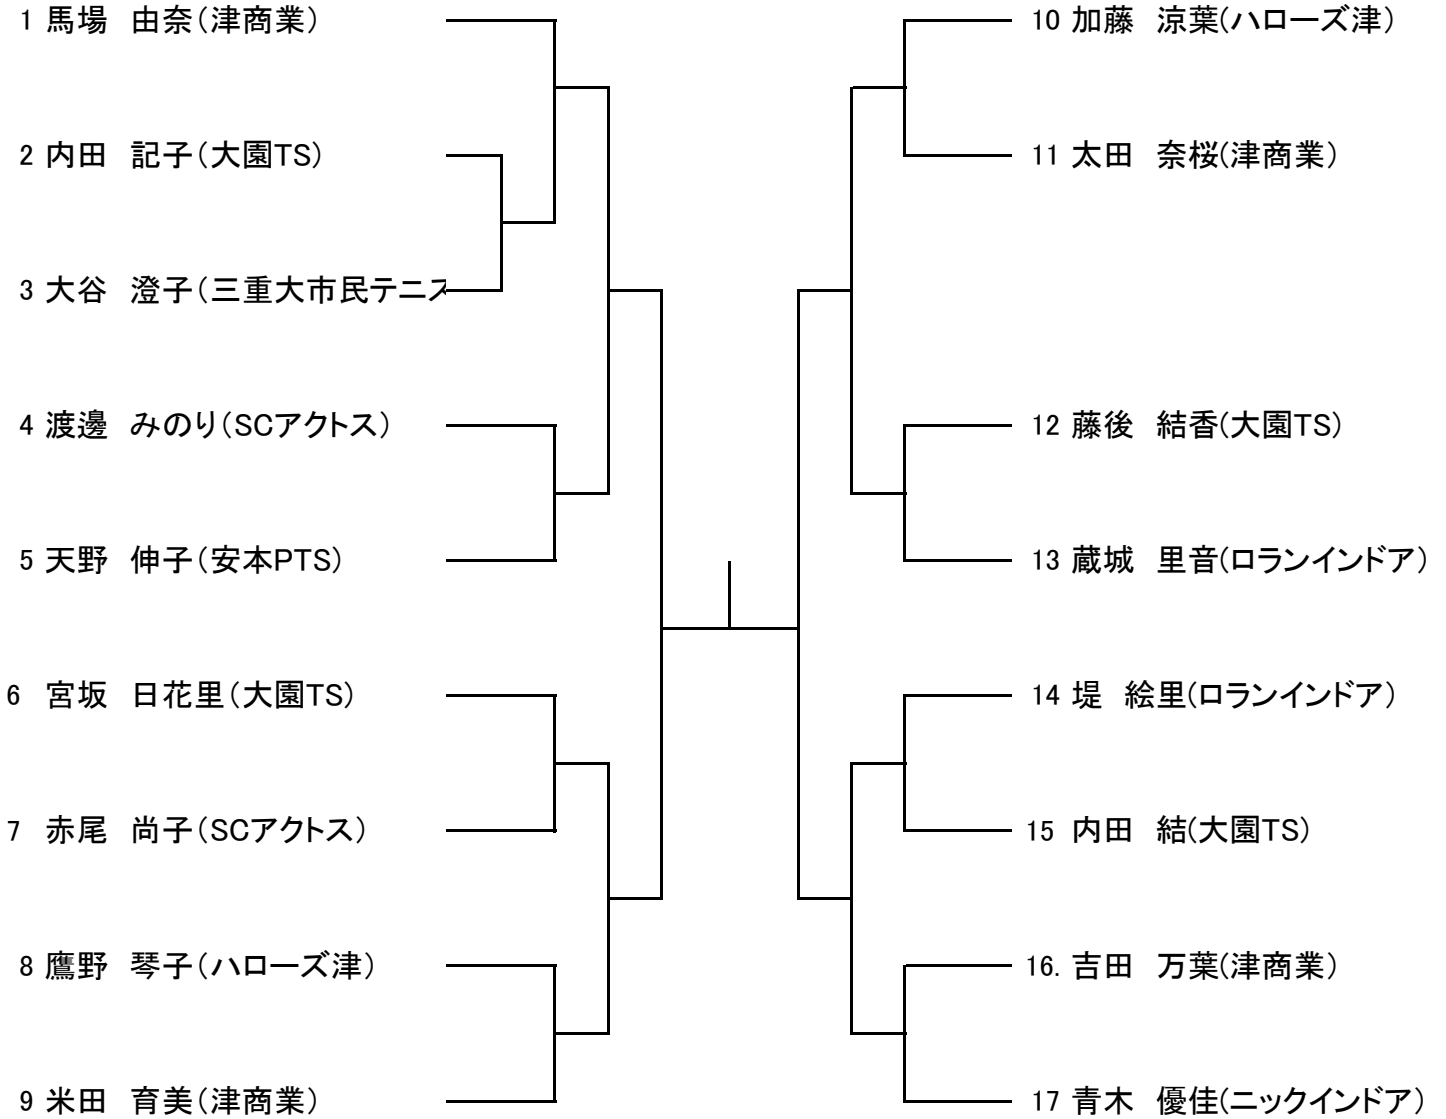 1 馬場　由奈（津商業）
2 内田　記子（大園TS）
3 大谷　澄子（三重大市民テニス
4 渡邊　みのり（SCアクトス）
5 天野　伸子（安本PTS）
6　宮坂　日花里（大園TS）
7　赤尾　尚子（SCアクトス）
8 鷹野　琴子（ハローズ津）
9 米田　育美（津商業）
10 加藤　涼葉(ハローズ津）
11 太田　奈桜(津商業）
12 藤後　結香(大園TS）
13 蔵城　里音(ロランインドア）
14 堤　絵里(ロランインドア）
15 内田　結(大園TS）
16. 吉田　万葉(津商業）
17 青木　優佳(ニックインドア）